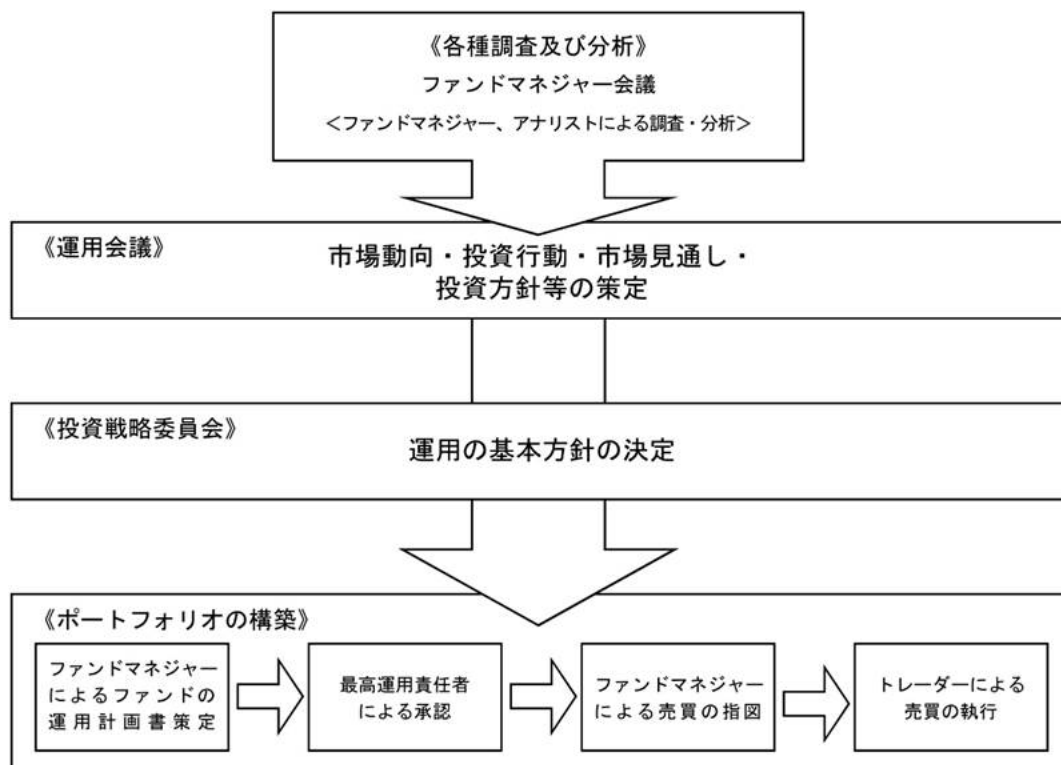 《各種調査及び分析》
ファンドマネジャー会議
＜ファンドマネジャー、アナリストによる調査・分析＞
《運用会議》
市場動向・投資行動・市場見通し・
投資方針等の策定
《投資戦略委員会》
運用の基本方針の決定
《ポートフォリオの構築》
ファンドマネジャー
によるファンドの
運用計画書策定
最高運用責任者
による承認
ファンドマネジャー
による売買の指図
トレーダーによる
売買の執行